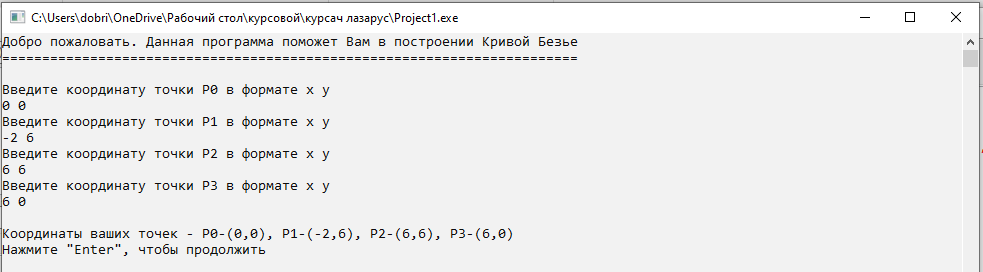 C:\Users\dobri\OneDrive\Рабочий стол\курсовой\курсач лазарус\Project1.exe
Добро пожаловать. Данная программа поможет Вам в построении Кривой Безье
========================================================================
Введите координату точки P0 в формате x y
0 0
Введите координату точки P1 в формате x y
-2 6
Введите координату точки P2 в формате x y
6 6
Введите координату точки P3 в формате x y
6 0
Координаты ваших точек - P0-(0,0), P1-(-2,6), P2-(6,6), P3-(6,0)
Нажмите "Enter", чтобы продолжить